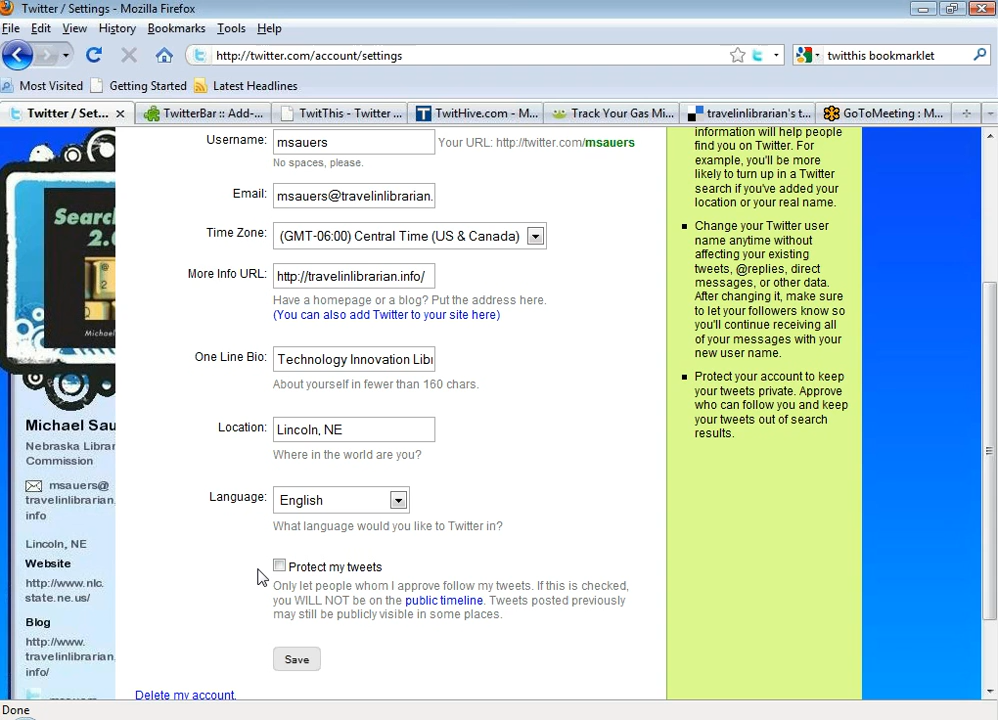 Twitter / Settings - Mozilla Firefox
File Edit View History Bookmarks Tools Help
http://twitter.com/account/settings
twitthis bookmarklet
Most Visited Getting Started Latest Headlines
Twitter / Set...
TwitterBar :: Add-...
TwitThis - Twitter ...
TwitHive.com - M...
Track Your Gas Mi...
travelinlibrarian's t...
GoToMeeting : M...
Search
2.
Michael
Michael Sau
Nebraska Librar
Commission
msauers@
travelinlibrarian.
info
Lincoln, NE
Website
http://www.nlc.
state.ne.us/
Blog
http://www.
travelinlibrarian.
info/
Username: msauers Your URL: http://twitter.com/msauers
No spaces, please.
Email: msauers@travelinlibrarian.
Time Zone: (GMT-06:00) Central Time (US & Canada)
More Info URL: http://travelinlibrarian.info/
Have a homepage or a blog? Put the address here.
(You can also add Twitter to your site here)
One Line Bio: Technology Innovation Libr
About yourself in fewer than 160 chars.
Location: Lincoln, NE
Where in the world are you?
Language: English
What language would you like to Twitter in?
Protect my tweets
Only let people whom I approve follow my tweets. If this is checked,
you WILL NOT be on the public timeline. Tweets posted previously
may still be publicly visible in some places.
Save
Delete my account.
information will help people
find you on Twitter. For
example, you'll be more
likely to turn up in a Twitter
search if you've added your
location or your real name.
Change your Twitter user
name anytime without
affecting your existing
tweets, @replies, direct
messages, or other data.
After changing it, make sure
to let your followers know so
you'll continue receiving all
of your messages with your
new user name.
Protect your account to keep
your tweets private. Approve
who can follow you and keep
your tweets out of search
results.
Done